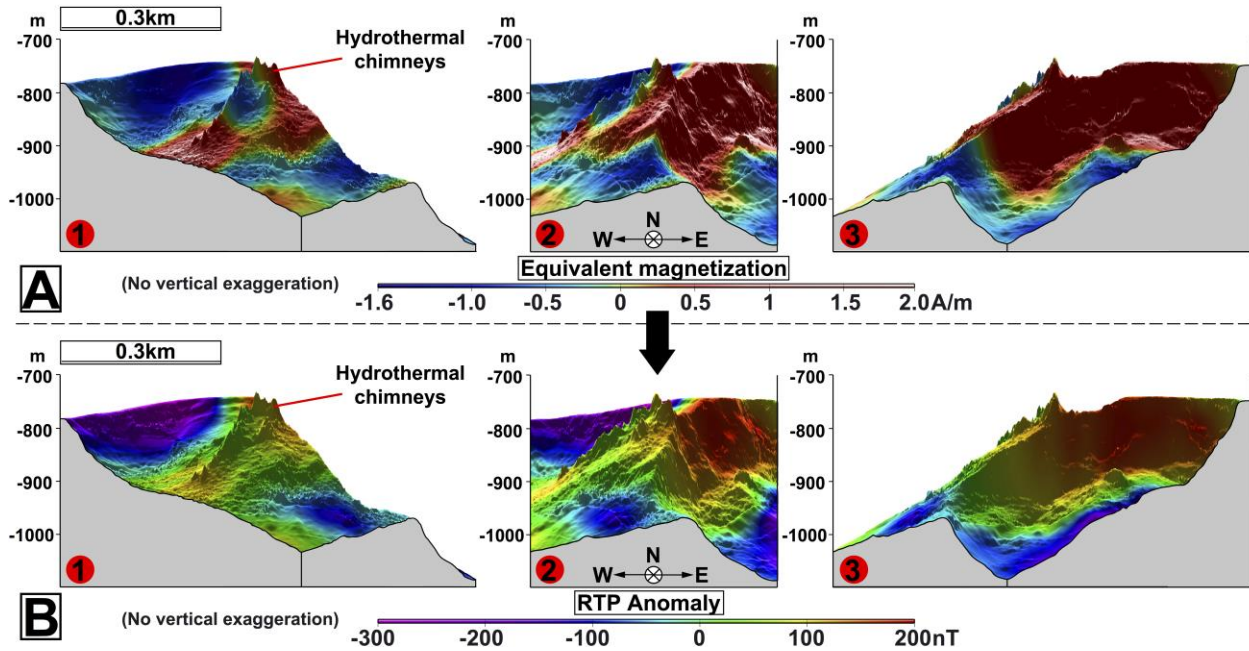 0.3km
m
m
m
-700
-800
-900
-1000
Hydrothermal
chimneys
-700
-800
-900
-1000
-700
-800
-900
-1000
1
2
3
N
W
E
A
(No vertical exaggeration)
Equivalent magnetization
-1.6
-1.0
-0.5
0
0.5
1
1.5
2.0A/m
0.3km
m
m
m
-700
-800
-900
-1000
Hydrothermal
chimneys
-700
-800
-900
-1000
-700
-800
-900
-1000
1
2
3
N
W
E
B
(No vertical exaggeration)
RTP Anomaly
-300
-200
-100
0
100
200nT